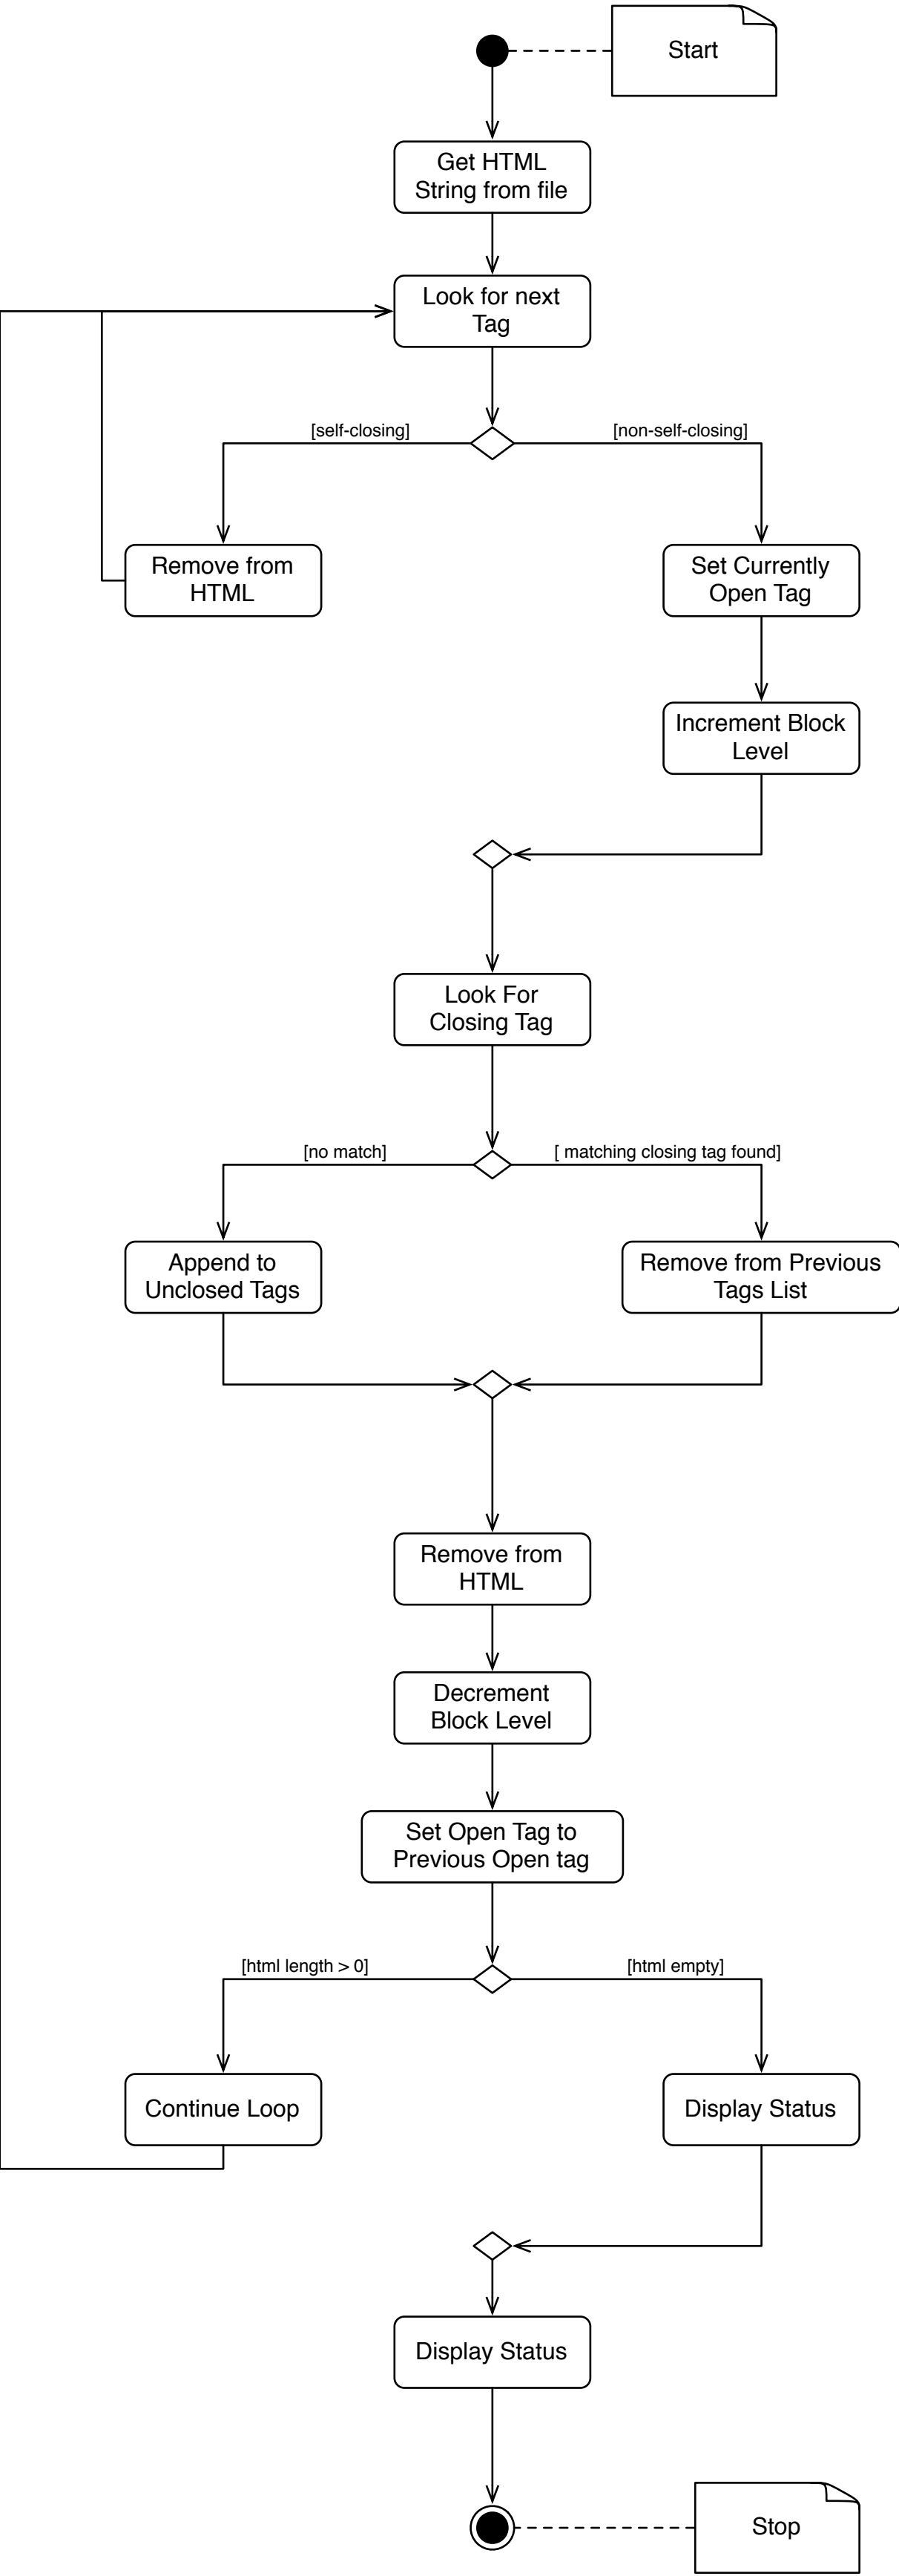 Start
Get HTML
String from file
Look for next
Tag
[self-closing]
[non-self-closing]
Remove from
HTML
Set Currently
Open Tag
Increment Block
Level
Look For
Closing Tag
[no match]
[ matching closing tag found]
Append to
Unclosed Tags
Remove from Previous
Tags List
Remove from
HTML
Decrement
Block Level
Set Open Tag to
Previous Open tag
[html length > 0]
[html empty]
Continue Loop
Display Status
Display Status
Stop